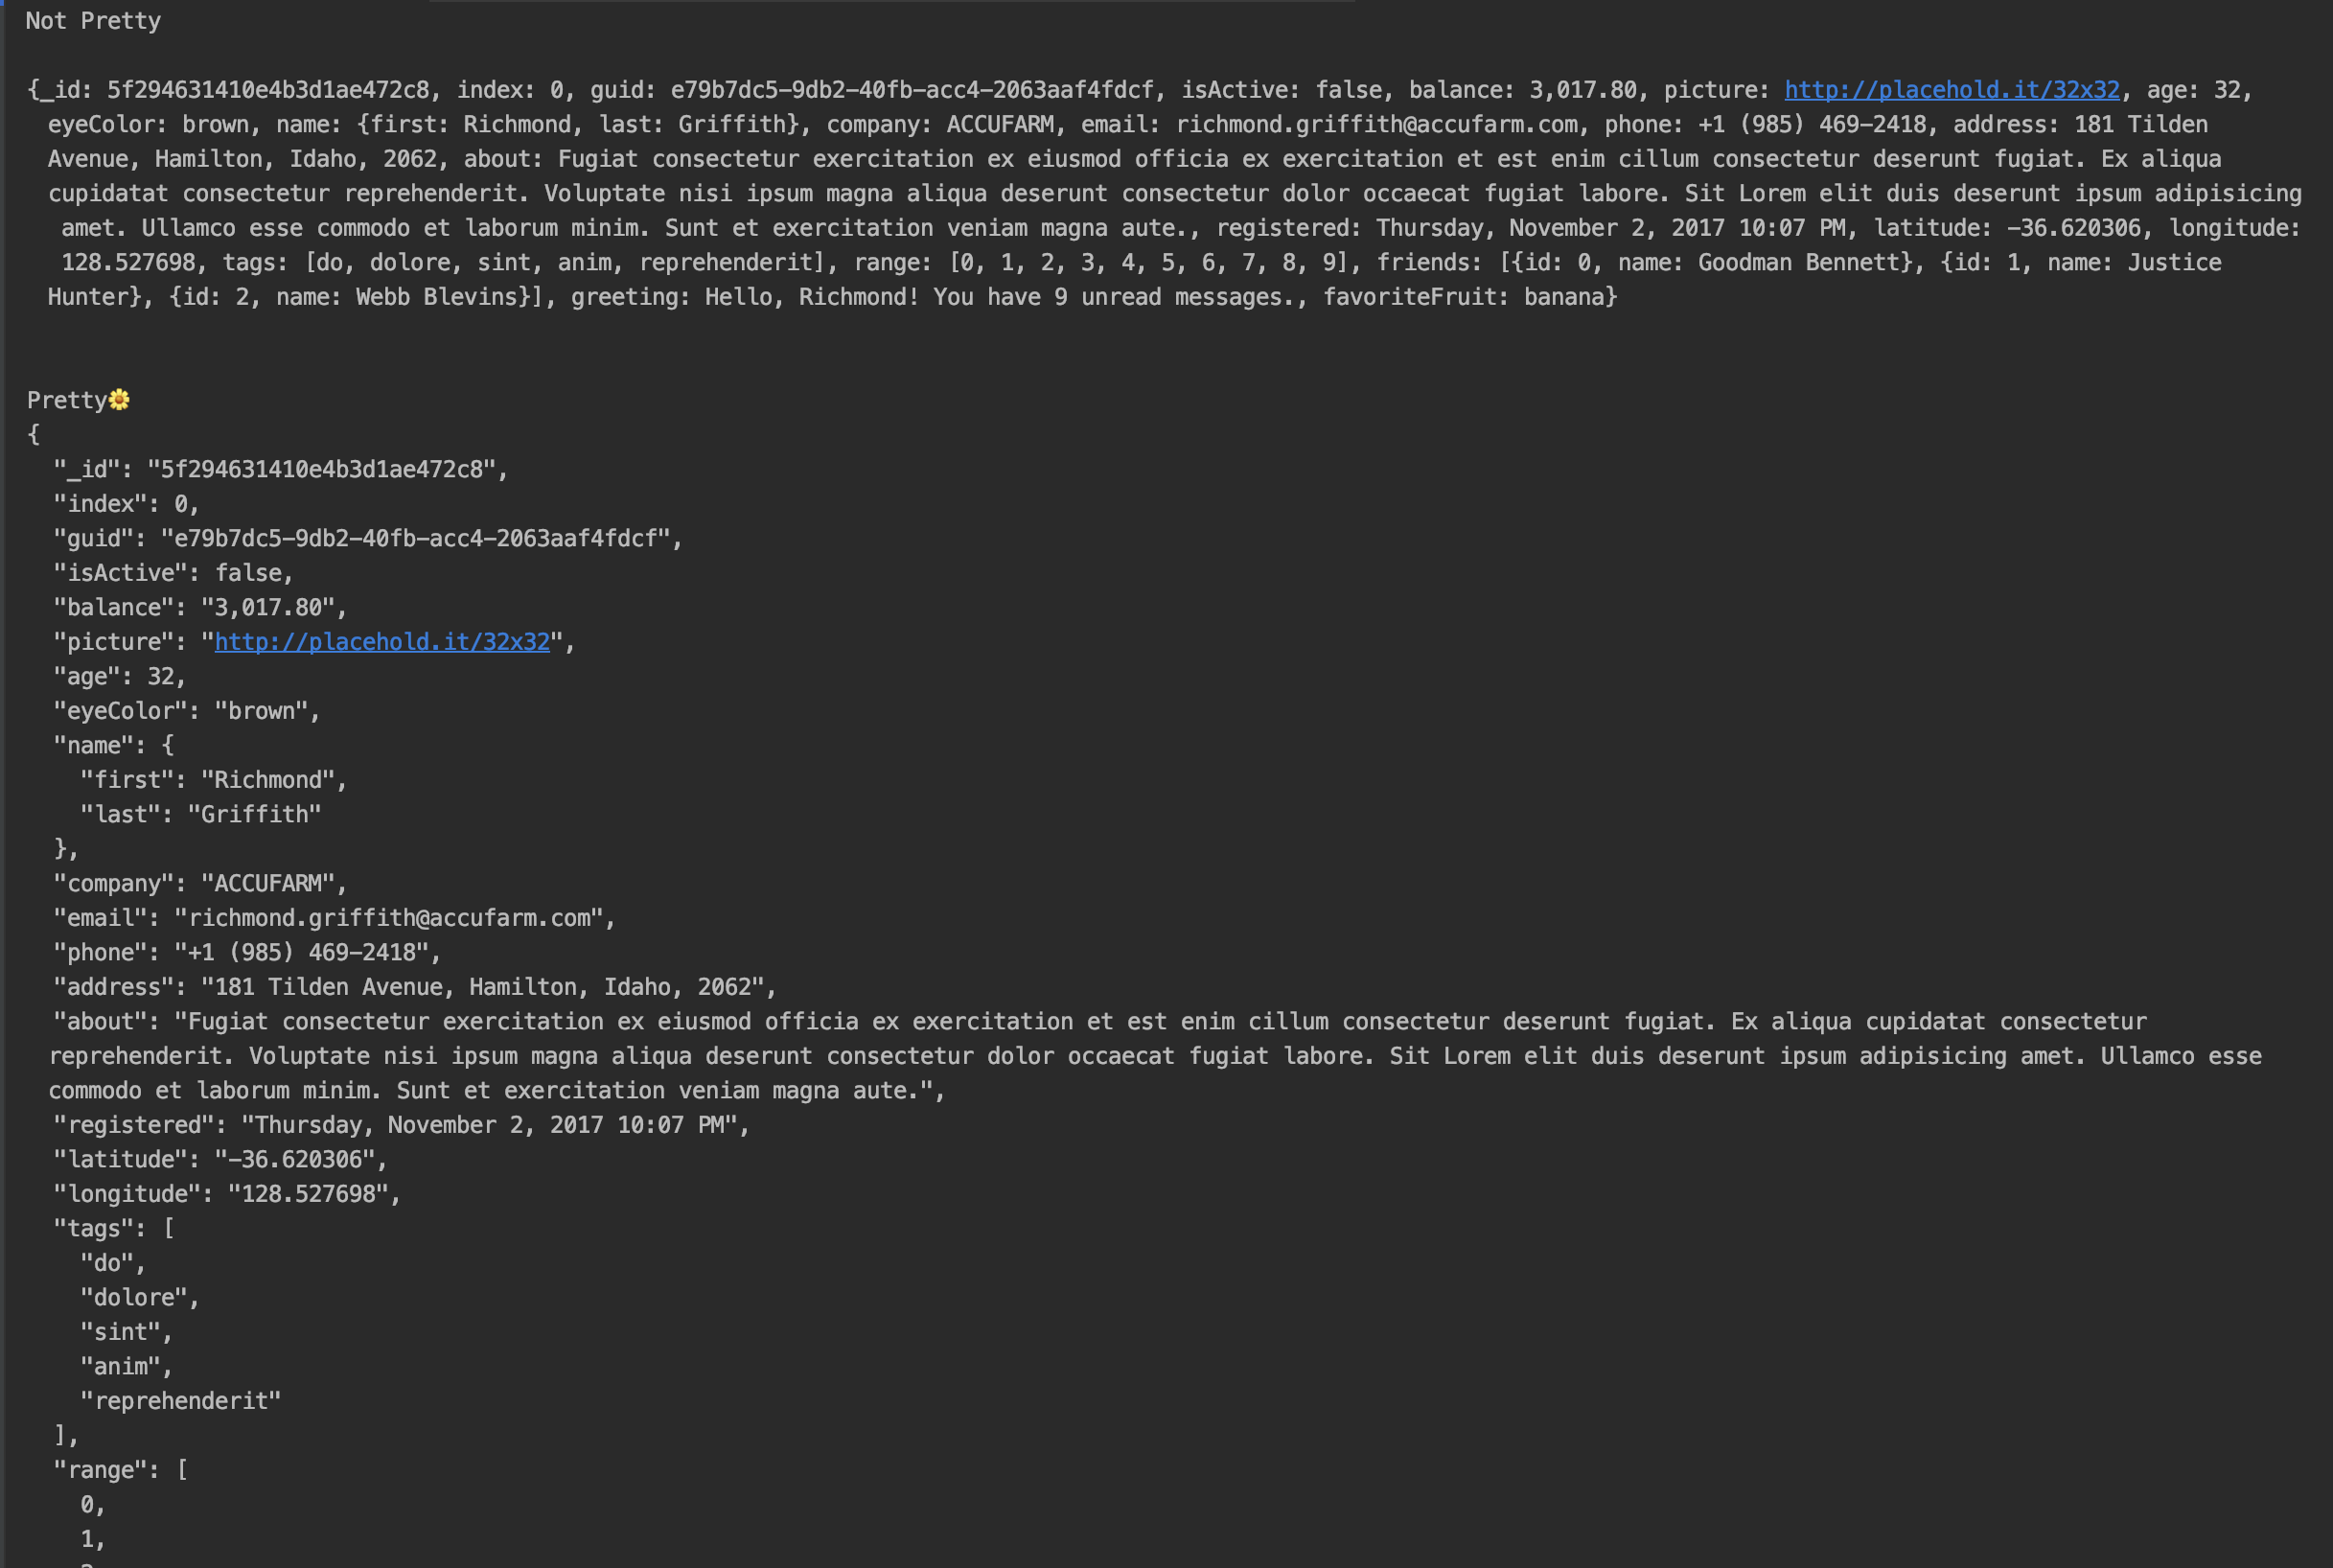 Not Pretty
{_id: 5f294631410e4b3d1ae472c8, index: 0, guid: e79b7dc5-9db2-40fb-acc4-2063aaf4fdcf, isActive: false, balance: 3,017.80, picture: http://placehold.it/32x32, age: 32,
eyeColor: brown, name: {first: Richmond, last: Griffith}, company: ACCUFARM, email: richmond.griffith@accufarm.com, phone: +1 (985) 469-2418, address: 181 Tilden
Avenue, Hamilton, Idaho, 2062, about: Fugiat consectetur exercitation ex eiusmod officia ex exercitation et est enim cillum consectetur deserunt fugiat. Ex aliqua
cupidatat consectetur reprehenderit. Voluptate nisi ipsum magna aliqua deserunt consectetur dolor occaecat fugiat labore. Sit Lorem elit duis deserunt ipsum adipisicing
amet. Ullamco esse commodo et laborum minim. Sunt et exercitation veniam magna aute., registered: Thursday, November 2, 2017 10:07 PM, latitude: -36.620306, longitude:
128.527698, tags: [do, dolore, sint, anim, reprehenderit], range: [0, 1, 2, 3, 4, 5, 6, 7, 8, 9], friends: [{id: 0, name: Goodman Bennett}, {id: 1, name: Justice
Hunter}, {id: 2, name: Webb Blevins}], greeting: Hello, Richmond! You have 9 unread messages., favoriteFruit: banana}
Pretty🌼
{
"_id": "5f294631410e4b3d1ae472c8",
"index": 0,
"guid": "e79b7dc5-9db2-40fb-acc4-2063aaf4fdcf",
"isActive": false,
"balance": "3,017.80",
"picture": "http://placehold.it/32x32",
"age": 32,
"eyeColor": "brown",
"name": {
"first": "Richmond",
"last": "Griffith"
},
"company": "ACCUFARM",
"email": "richmond.griffith@accufarm.com",
"phone": "+1 (985) 469-2418",
"address": "181 Tilden Avenue, Hamilton, Idaho, 2062",
"about": "Fugiat consectetur exercitation ex eiusmod officia ex exercitation et est enim cillum consectetur deserunt fugiat. Ex aliqua cupidatat consectetur
reprehenderit. Voluptate nisi ipsum magna aliqua deserunt consectetur dolor occaecat fugiat labore. Sit Lorem elit duis deserunt ipsum adipisicing amet. Ullamco esse
commodo et laborum minim. Sunt et exercitation veniam magna aute.",
"registered": "Thursday, November 2, 2017 10:07 PM",
"latitude": "-36.620306",
"longitude": "128.527698",
"tags": [
"do",
"dolore",
"sint",
"anim",
"reprehenderit"
],
"range": [
0,
1,